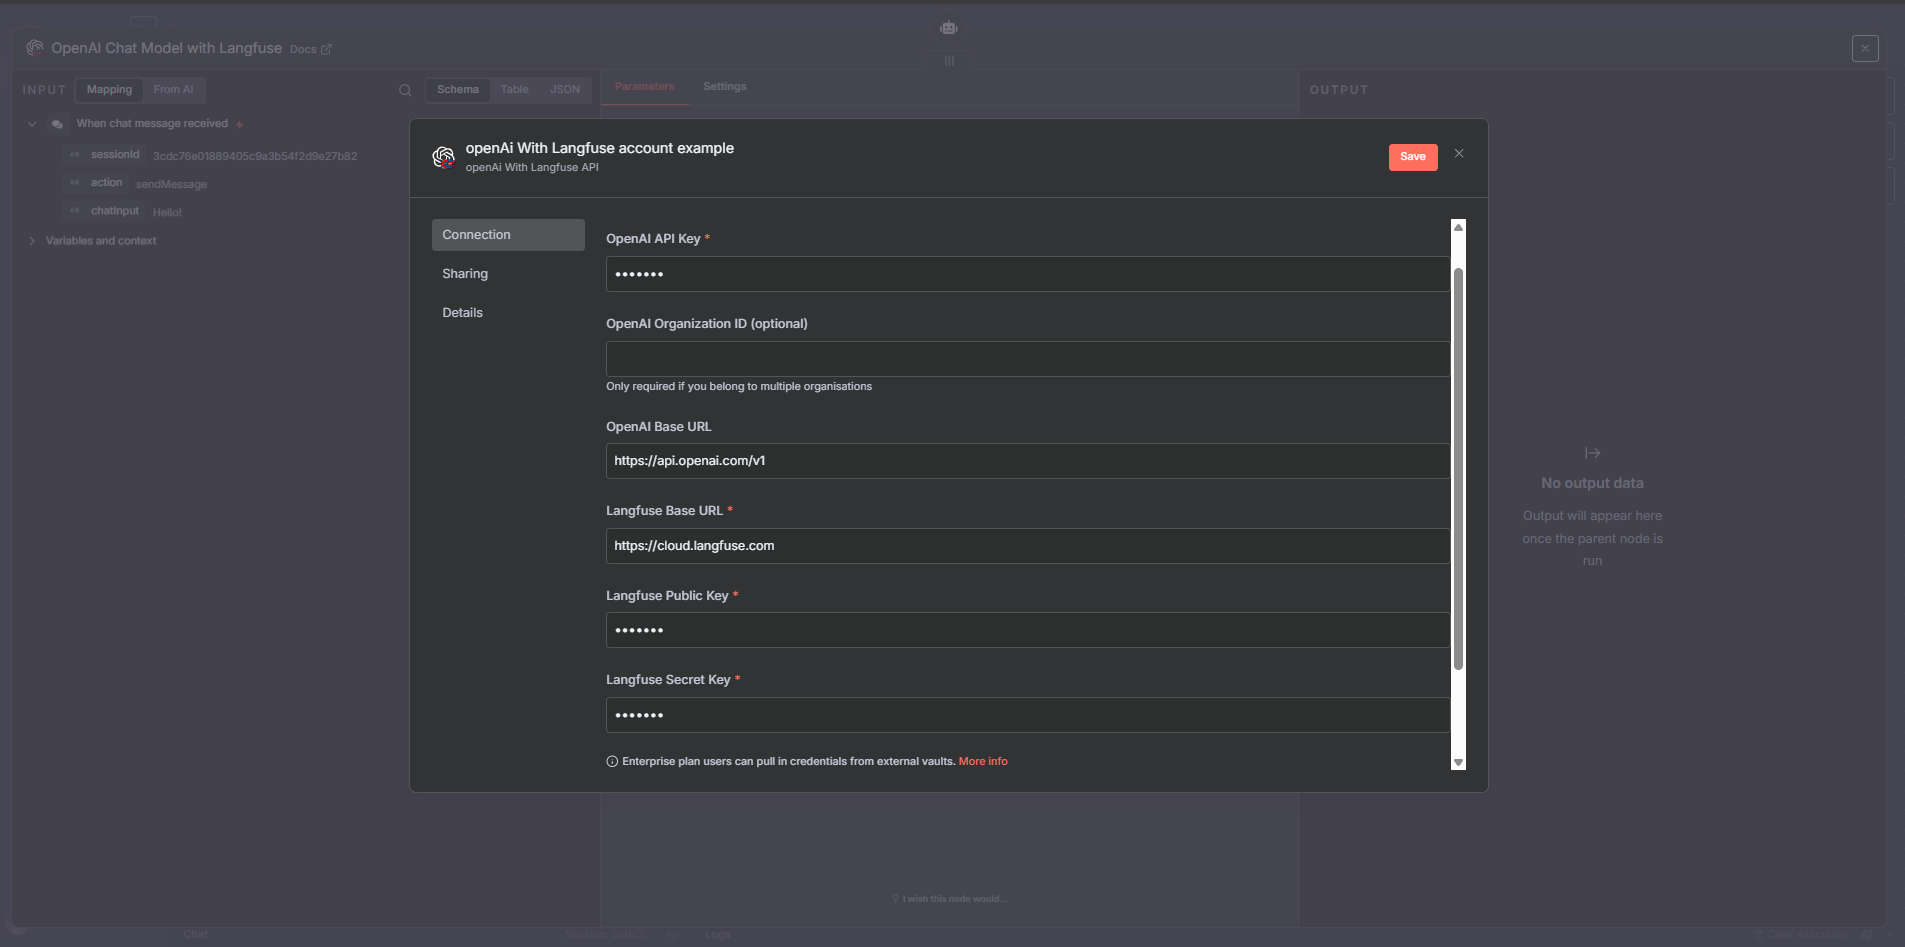 OpenAI Chat Model with Langfuse Docs
INPUT Mapping From AI
Schema Table JSON
Parameters Settings
OUTPUT
When chat message received
sessionId 3cdc76e01889405c9a3b54f2d9e27b82
action sendMessage
chatInput Hello!
Variables and context
openAi With Langfuse account example
openAi With Langfuse API
Save
Connection
Sharing
Details
OpenAI API Key *
•••••••
OpenAI Organization ID (optional)
Only required if you belong to multiple organisations
OpenAI Base URL
https://api.openai.com/v1
Langfuse Base URL *
https://cloud.langfuse.com
Langfuse Public Key *
•••••••
Langfuse Secret Key *
•••••••
Enterprise plan users can pull in credentials from external vaults. More info
No output data
Output will appear here
once the parent node is
run
I wish this node would...
Chat
Session: 3cdc7...
Logs
Clear execution